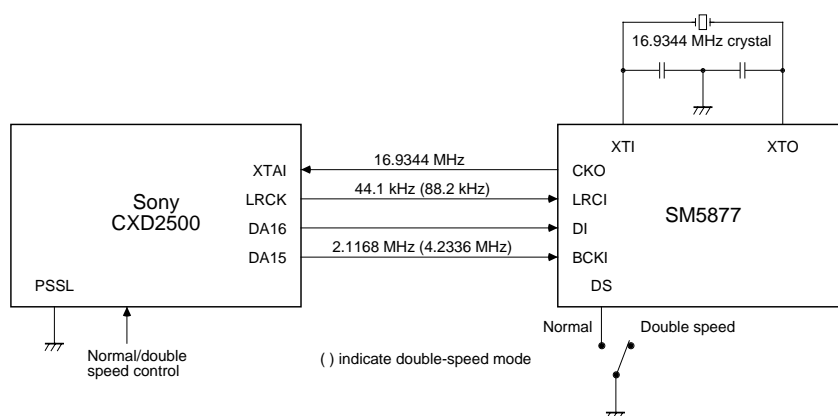 16.9344 MHz crystal
XTI
XTO
Sony
CXD2500
XTAI
16.9344 MHz
CKO
LRCK
44.1 kHz (88.2 kHz)
LRCI
SM5877
DA16
DI
DA15
2.1168 MHz (4.2336 MHz)
BCKI
PSSL
DS
Normal
Double speed
Normal/double
speed control
( ) indicate double-speed mode